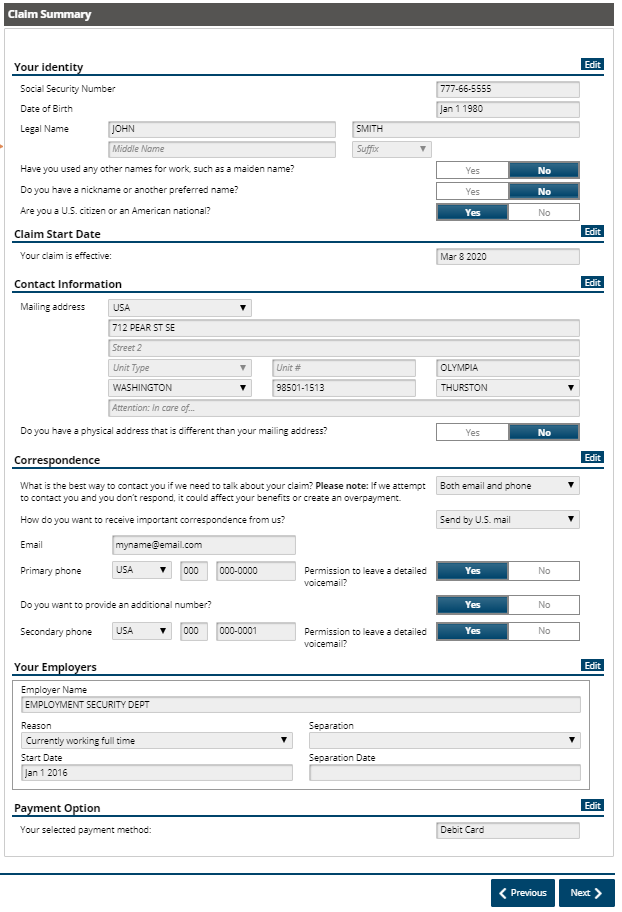 Claim Summary
Your identity Edit
Social Security Number 777-66-5555
Date of Birth Jan 1 1980
Legal Name JOHN SMITH
Middle Name Suffix
Have you used any other names for work, such as a maiden name? Yes No
Do you have a nickname or another preferred name? Yes No
Are you a U.S. citizen or an American national? Yes No
Claim Start Date Edit
Your claim is effective: Mar 8 2020
Contact Information Edit
Mailing address USA
712 PEAR ST SE
Street 2
Unit Type Unit # OLYMPIA
WASHINGTON 98501-1513 THURSTON
Attention: In care of...
Do you have a physical address that is different than your mailing address? Yes No
Correspondence Edit
What is the best way to contact you if we need to talk about your claim? Please note: If we attempt Both email and phone
to contact you and you don't respond, it could affect your benefits or create an overpayment.
How do you want to receive important correspondence from us? Send by U.S. mail
Email myname@email.com
Primary phone USA 000 000-0000 Permission to leave a detailed Yes No
voicemail?
Do you want to provide an additional number? Yes No
Secondary phone USA 000 000-0001 Permission to leave a detailed Yes No
voicemail?
Your Employers Edit
Employer Name
EMPLOYMENT SECURITY DEPT
Reason Separation
Currently working full time
Start Date Separation Date
Jan 1 2016
Payment Option Edit
Your selected payment method: Debit Card
Previous Next